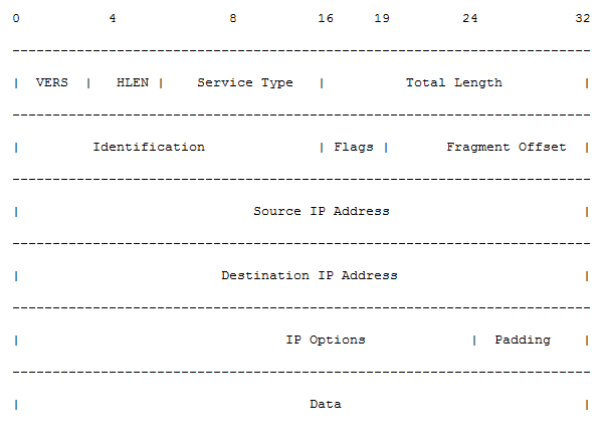 0 4 8 16 19 24 32
---------------------------------------------------------------------------
| VERS | HLEN | Service Type | Total Length |
---------------------------------------------------------------------------
| Identification | Flags | Fragment Offset |
---------------------------------------------------------------------------
| Source IP Address |
---------------------------------------------------------------------------
| Destination IP Address |
---------------------------------------------------------------------------
| IP Options | Padding |
---------------------------------------------------------------------------
| Data |